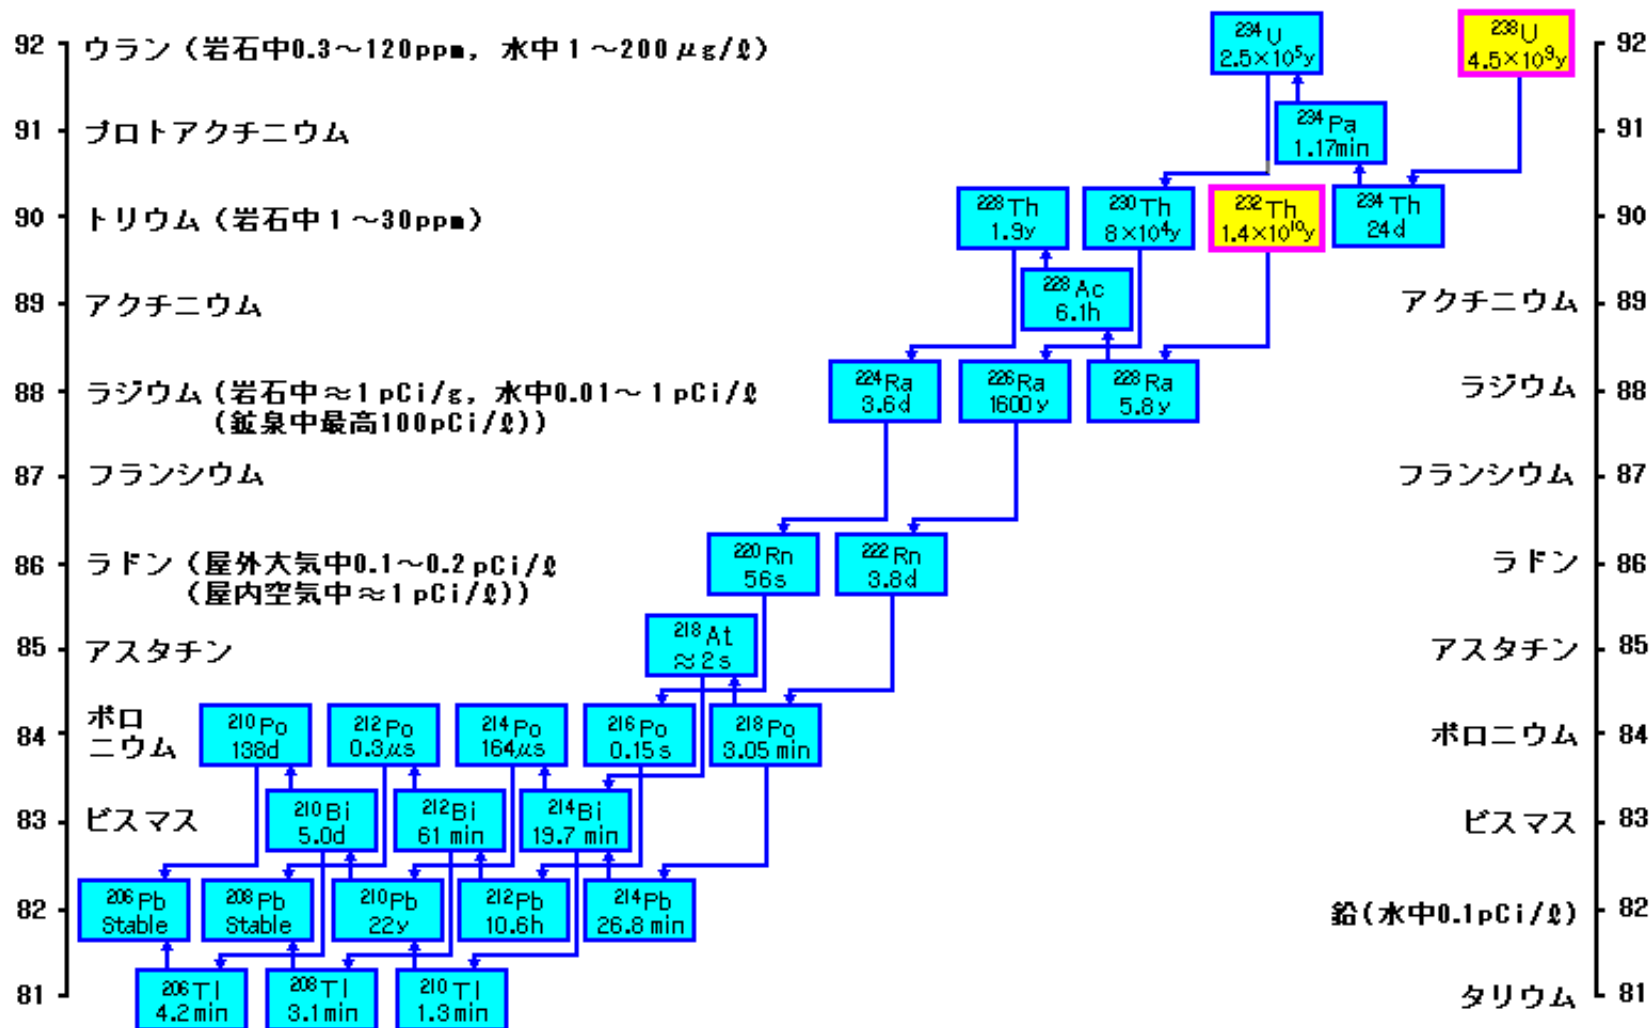 92 ウラン（岩石中0.3～120ppm，水中1～200μg/ℓ） ²³⁴U ²³⁸U 92
2.5×10⁵y 4.5×10⁹y
91 プロトアクチニウム ²³⁴Pa 91
1.17min
90 トリウム（岩石中1～30ppm） ²²⁸Th ²³⁰Th ²³²Th ²³⁴Th 90
1.9y 8×10⁴y 1.4×10¹⁰y 24d
89 アクチニウム ²²⁸Ac アクチニウム 89
6.1h
88 ラジウム（岩石中≈1pCi/g，水中0.01～1pCi/ℓ ²²⁴Ra ²²⁶Ra ²²⁸Ra ラジウム 88
（鉱泉中最高100pCi/ℓ）） 3.6d 1600y 5.8y
87 フランシウム フランシウム 87
86 ラドン（屋外大気中0.1～0.2pCi/ℓ ²²⁰Rn ²²²Rn ラドン 86
（屋内空気中≈1pCi/ℓ）） 56s 3.8d
85 アスタチン ²¹⁸At アスタチン 85
≈2s
84 ポロ ²¹⁰Po ²¹²Po ²¹⁴Po ²¹⁶Po ²¹⁸Po ポロニウム 84
ニウム 138d 0.3μs 164μs 0.15s 3.05min
83 ビスマス ²¹⁰Bi ²¹²Bi ²¹⁴Bi ビスマス 83
5.0d 61min 19.7min
82 ²⁰⁶Pb ²⁰⁸Pb ²¹⁰Pb ²¹²Pb ²¹⁴Pb 鉛(水中0.1pCi/ℓ) 82
Stable Stable 22y 10.6h 26.8min
81 ²⁰⁶Tl ²⁰⁸Tl ²¹⁰Tl タリウム 81
4.2min 3.1min 1.3min